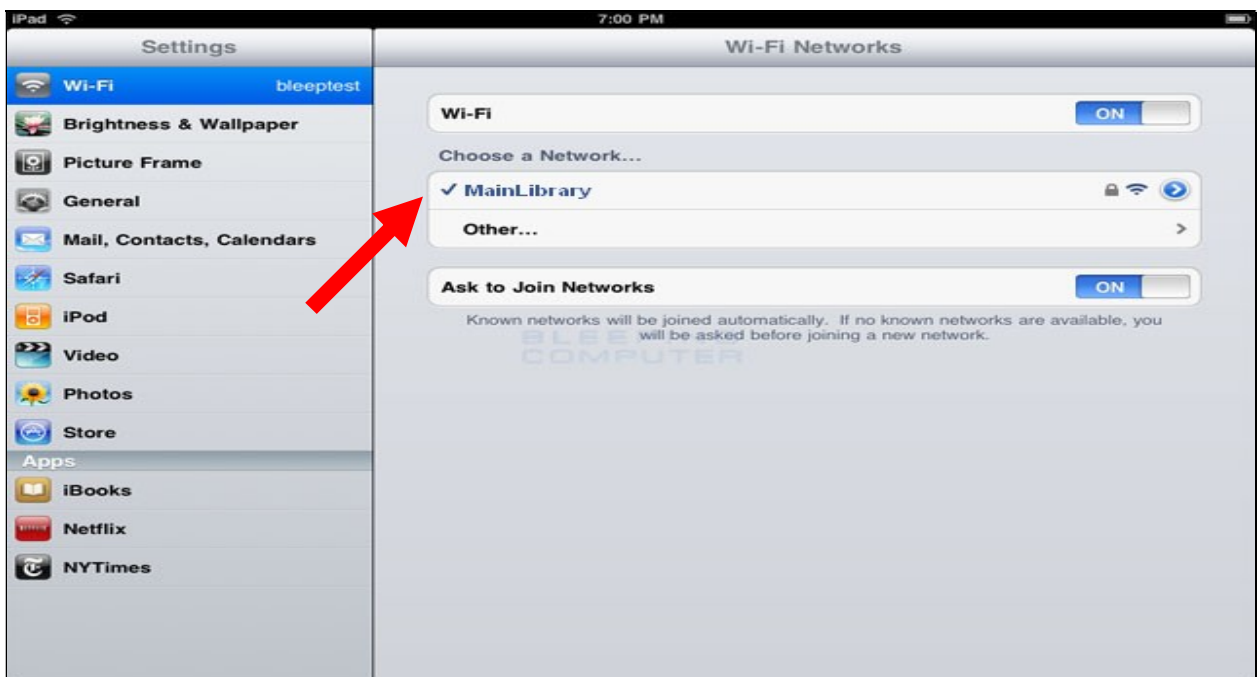 iPad 7:00 PM
Settings
Wi-Fi Networks
Wi-Fi bleeptest
Brightness & Wallpaper
Picture Frame
General
Mail, Contacts, Calendars
Safari
iPod
Video
Photos
Store
Apps
iBooks
Netflix
NYTimes
Wi-Fi ON
Choose a Network...
✓ MainLibrary
Other... >
Ask to Join Networks ON
Known networks will be joined automatically. If no known networks are available, you
will be asked before joining a new network.
COMPUTER